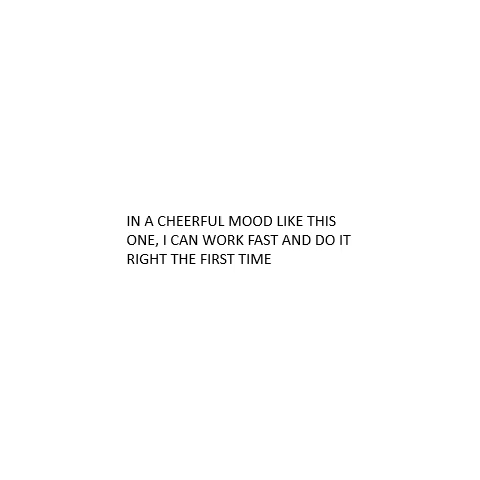 IN A CHEERFUL MOOD LIKE THIS
ONE, I CAN WORK FAST AND DO IT
RIGHT THE FIRST TIME